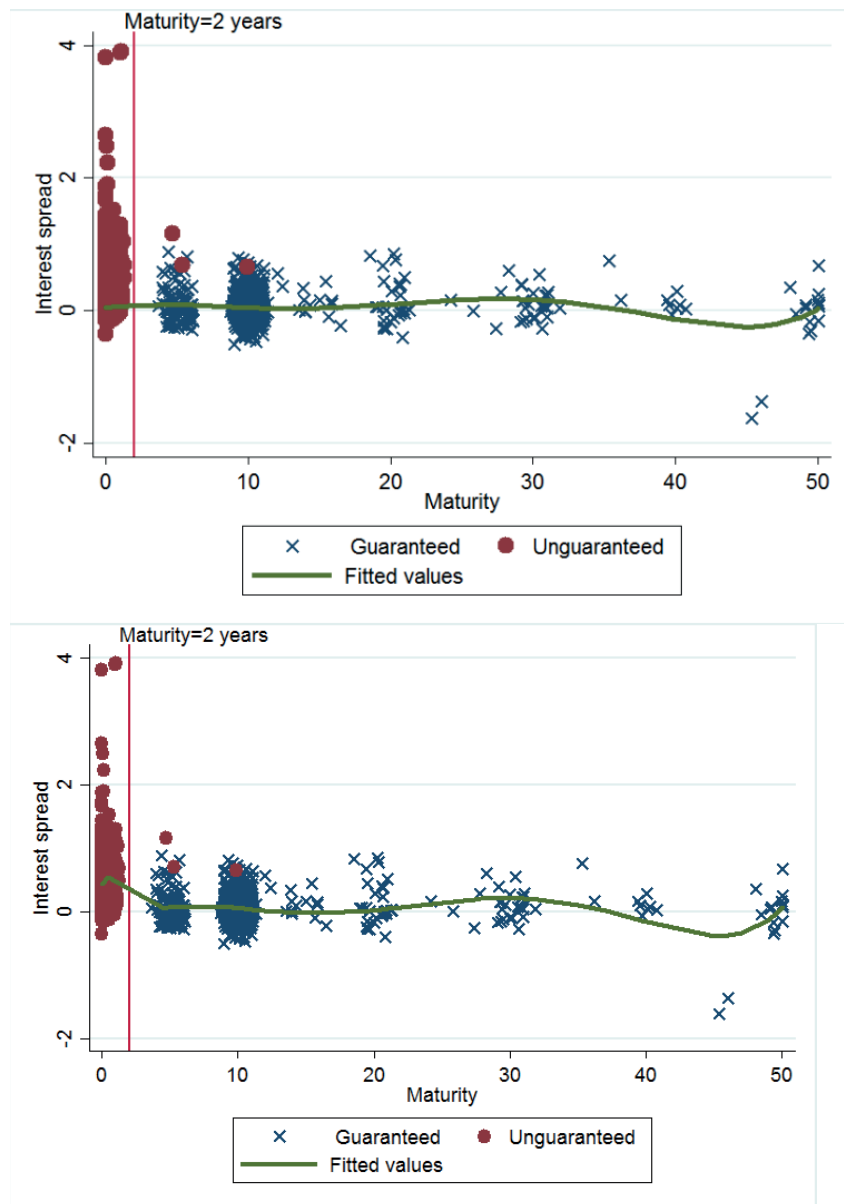 Maturity=2 years
4
2
0
-2
Interest spread
0 10 20 30 40 50
Maturity
Guaranteed Unguaranteed
Fitted values
Maturity=2 years
4
2
0
-2
Interest spread
0 10 20 30 40 50
Maturity
Guaranteed Unguaranteed
Fitted values